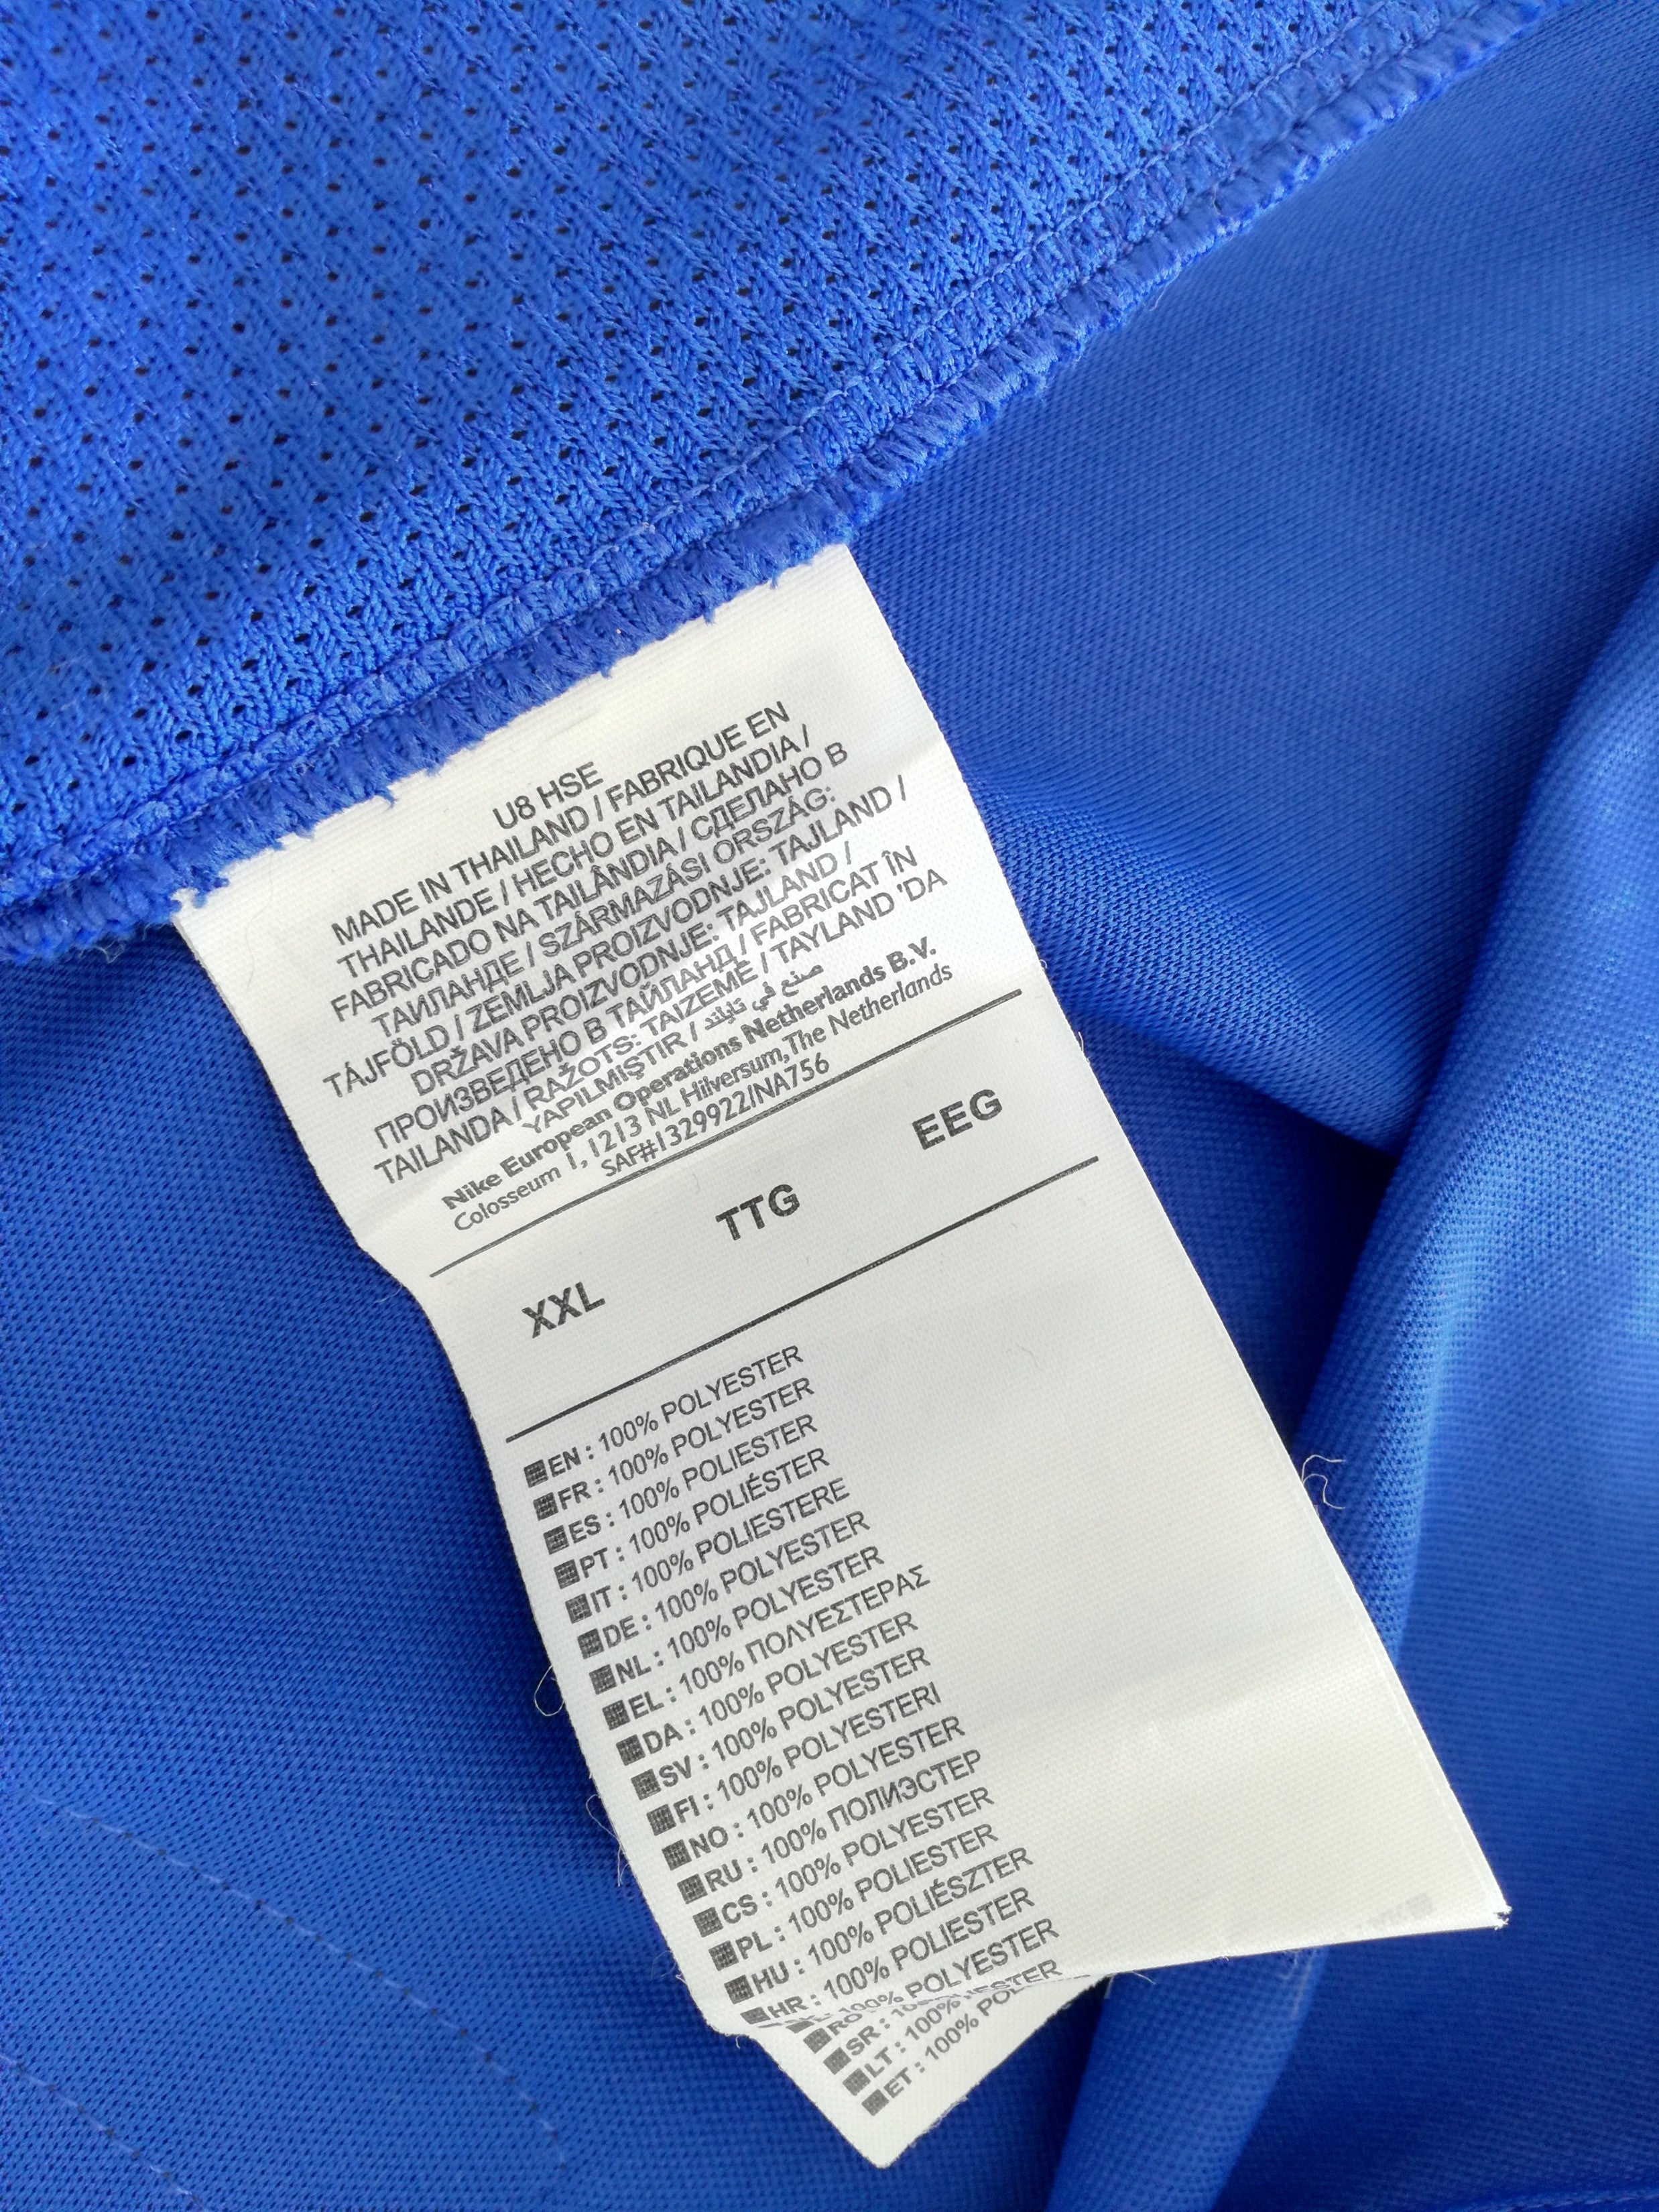 U8 HSE
MADE IN THAILAND / FABRIQUE EN
THAILANDE / HECHO EN TAILANDIA /
FABRICADO NA TAILÂNDIA / СДЕЛАНО В
ТАИЛАНДЕ / SZÁRMAZÁSI ORSZÁG:
TÁJFÖLD / ZEMLJA PROIZVODNJE: TAJLAND /
DRŽAVA PROIZVODNJE: TAJLAND /
ПРОИЗВЕДЕНО В ТАЙЛАНД / FABRICAT ÎN
TAILANDA / RAŽOTS: TAIZEMĒ / TAYLAND 'DA
YAPILMIŞTIR / صنع في تايلند
Nike European Operations Netherlands B.V.
Colosseum 1, 1213 NL Hilversum,The Netherlands
SAF#1329922/NA756
XXL TTG EEG
EN : 100% POLYESTER
FR : 100% POLYESTER
ES : 100% POLIESTER
PT : 100% POLIÉSTER
IT : 100% POLIESTERE
DE : 100% POLYESTER
NL : 100% POLYESTER
EL : 100% ΠΟΛΥΕΣΤΕΡΑΣ
DA : 100% POLYESTER
SV : 100% POLYESTER
FI : 100% POLYESTERI
NO : 100% POLYESTER
RU : 100% ПОЛИЭСТЕР
CS : 100% POLYESTER
PL : 100% POLIESTER
HU : 100% POLIÉSZTER
HR : 100% POLIESTER
100% POLYESTER
RO
SR :
LT : 100%
ET : 100%